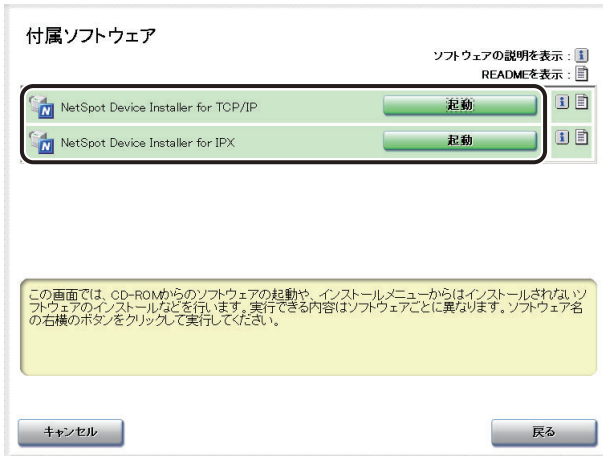 付属ソフトウェア
ソフトウェアの説明を表示 :
READMEを表示 :
NetSpot Device Installer for TCP/IP 起動
NetSpot Device Installer for IPX 起動
この画面では、CD-ROMからのソフトウェアの起動や、インストールメニューからはインストールされないソ
フトウェアのインストールなどを行います。実行できる内容はソフトウェアごとに異なります。ソフトウェア名
の右横のボタンをクリックして実行してください。
キャンセル 戻る